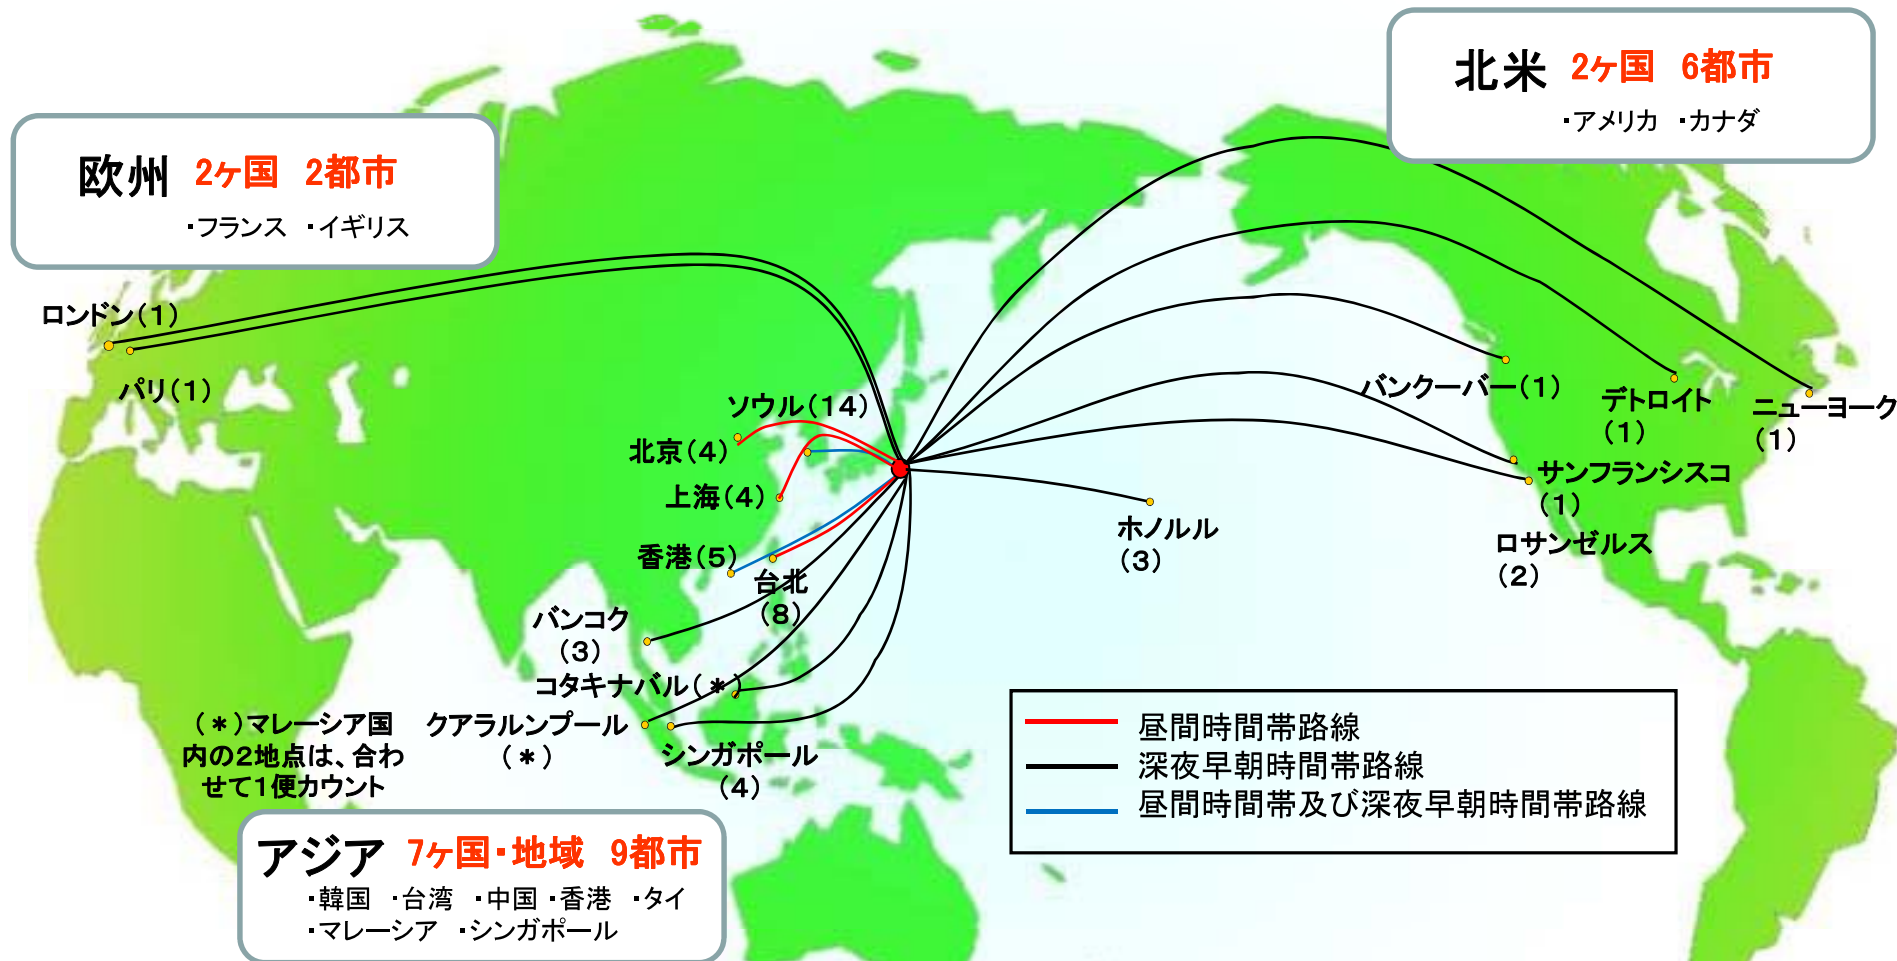 北米 2ヶ国 6都市
・アメリカ ・カナダ
欧州 2ヶ国 2都市
・フランス ・イギリス
ロンドン(1)
パリ(1)
ソウル(14)
北京(4)
上海(4)
香港(5)
台北
(8)
バンコク
(3)
コタキナバル(*)
クアラルンプール
(*)
シンガポール
(4)
(*)マレーシア国
内の2地点は、合わ
せて1便カウント
バンクーバー(1)
デトロイト
(1)
ニューヨーク
(1)
サンフランシスコ
(1)
ロサンゼルス
(2)
ホノルル
(3)
昼間時間帯路線
深夜早朝時間帯路線
昼間時間帯及び深夜早朝時間帯路線
アジア 7ヶ国・地域 9都市
・韓国 ・台湾 ・中国 ・香港 ・タイ
・マレーシア ・シンガポール